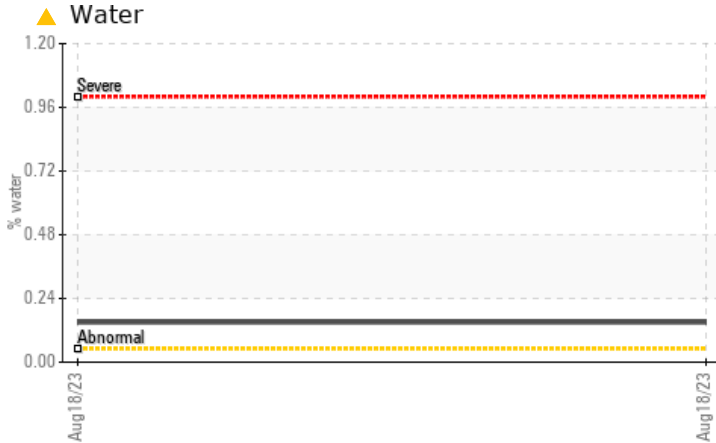 Water
1.20
Severe
0.96
0.72
% water
0.48
0.24
Abnormal
0.00
Aug18/23
Aug18/23